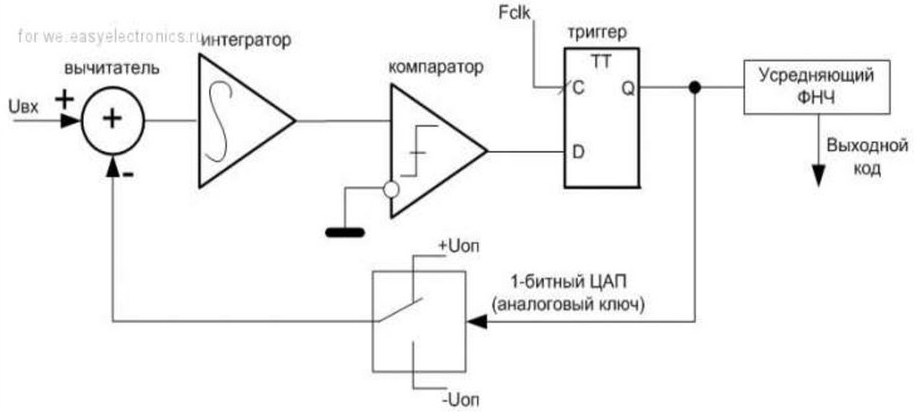 for we.easyelectronics.ru
Fclk
интегратор
триггер
вычитатель
компаратор
TT
Усредняющий
ФНЧ
Uвх
+
+
-
C
Q
D
Выходной
код
+Uоп
1-битный ЦАП
(аналоговый ключ)
-Uоп